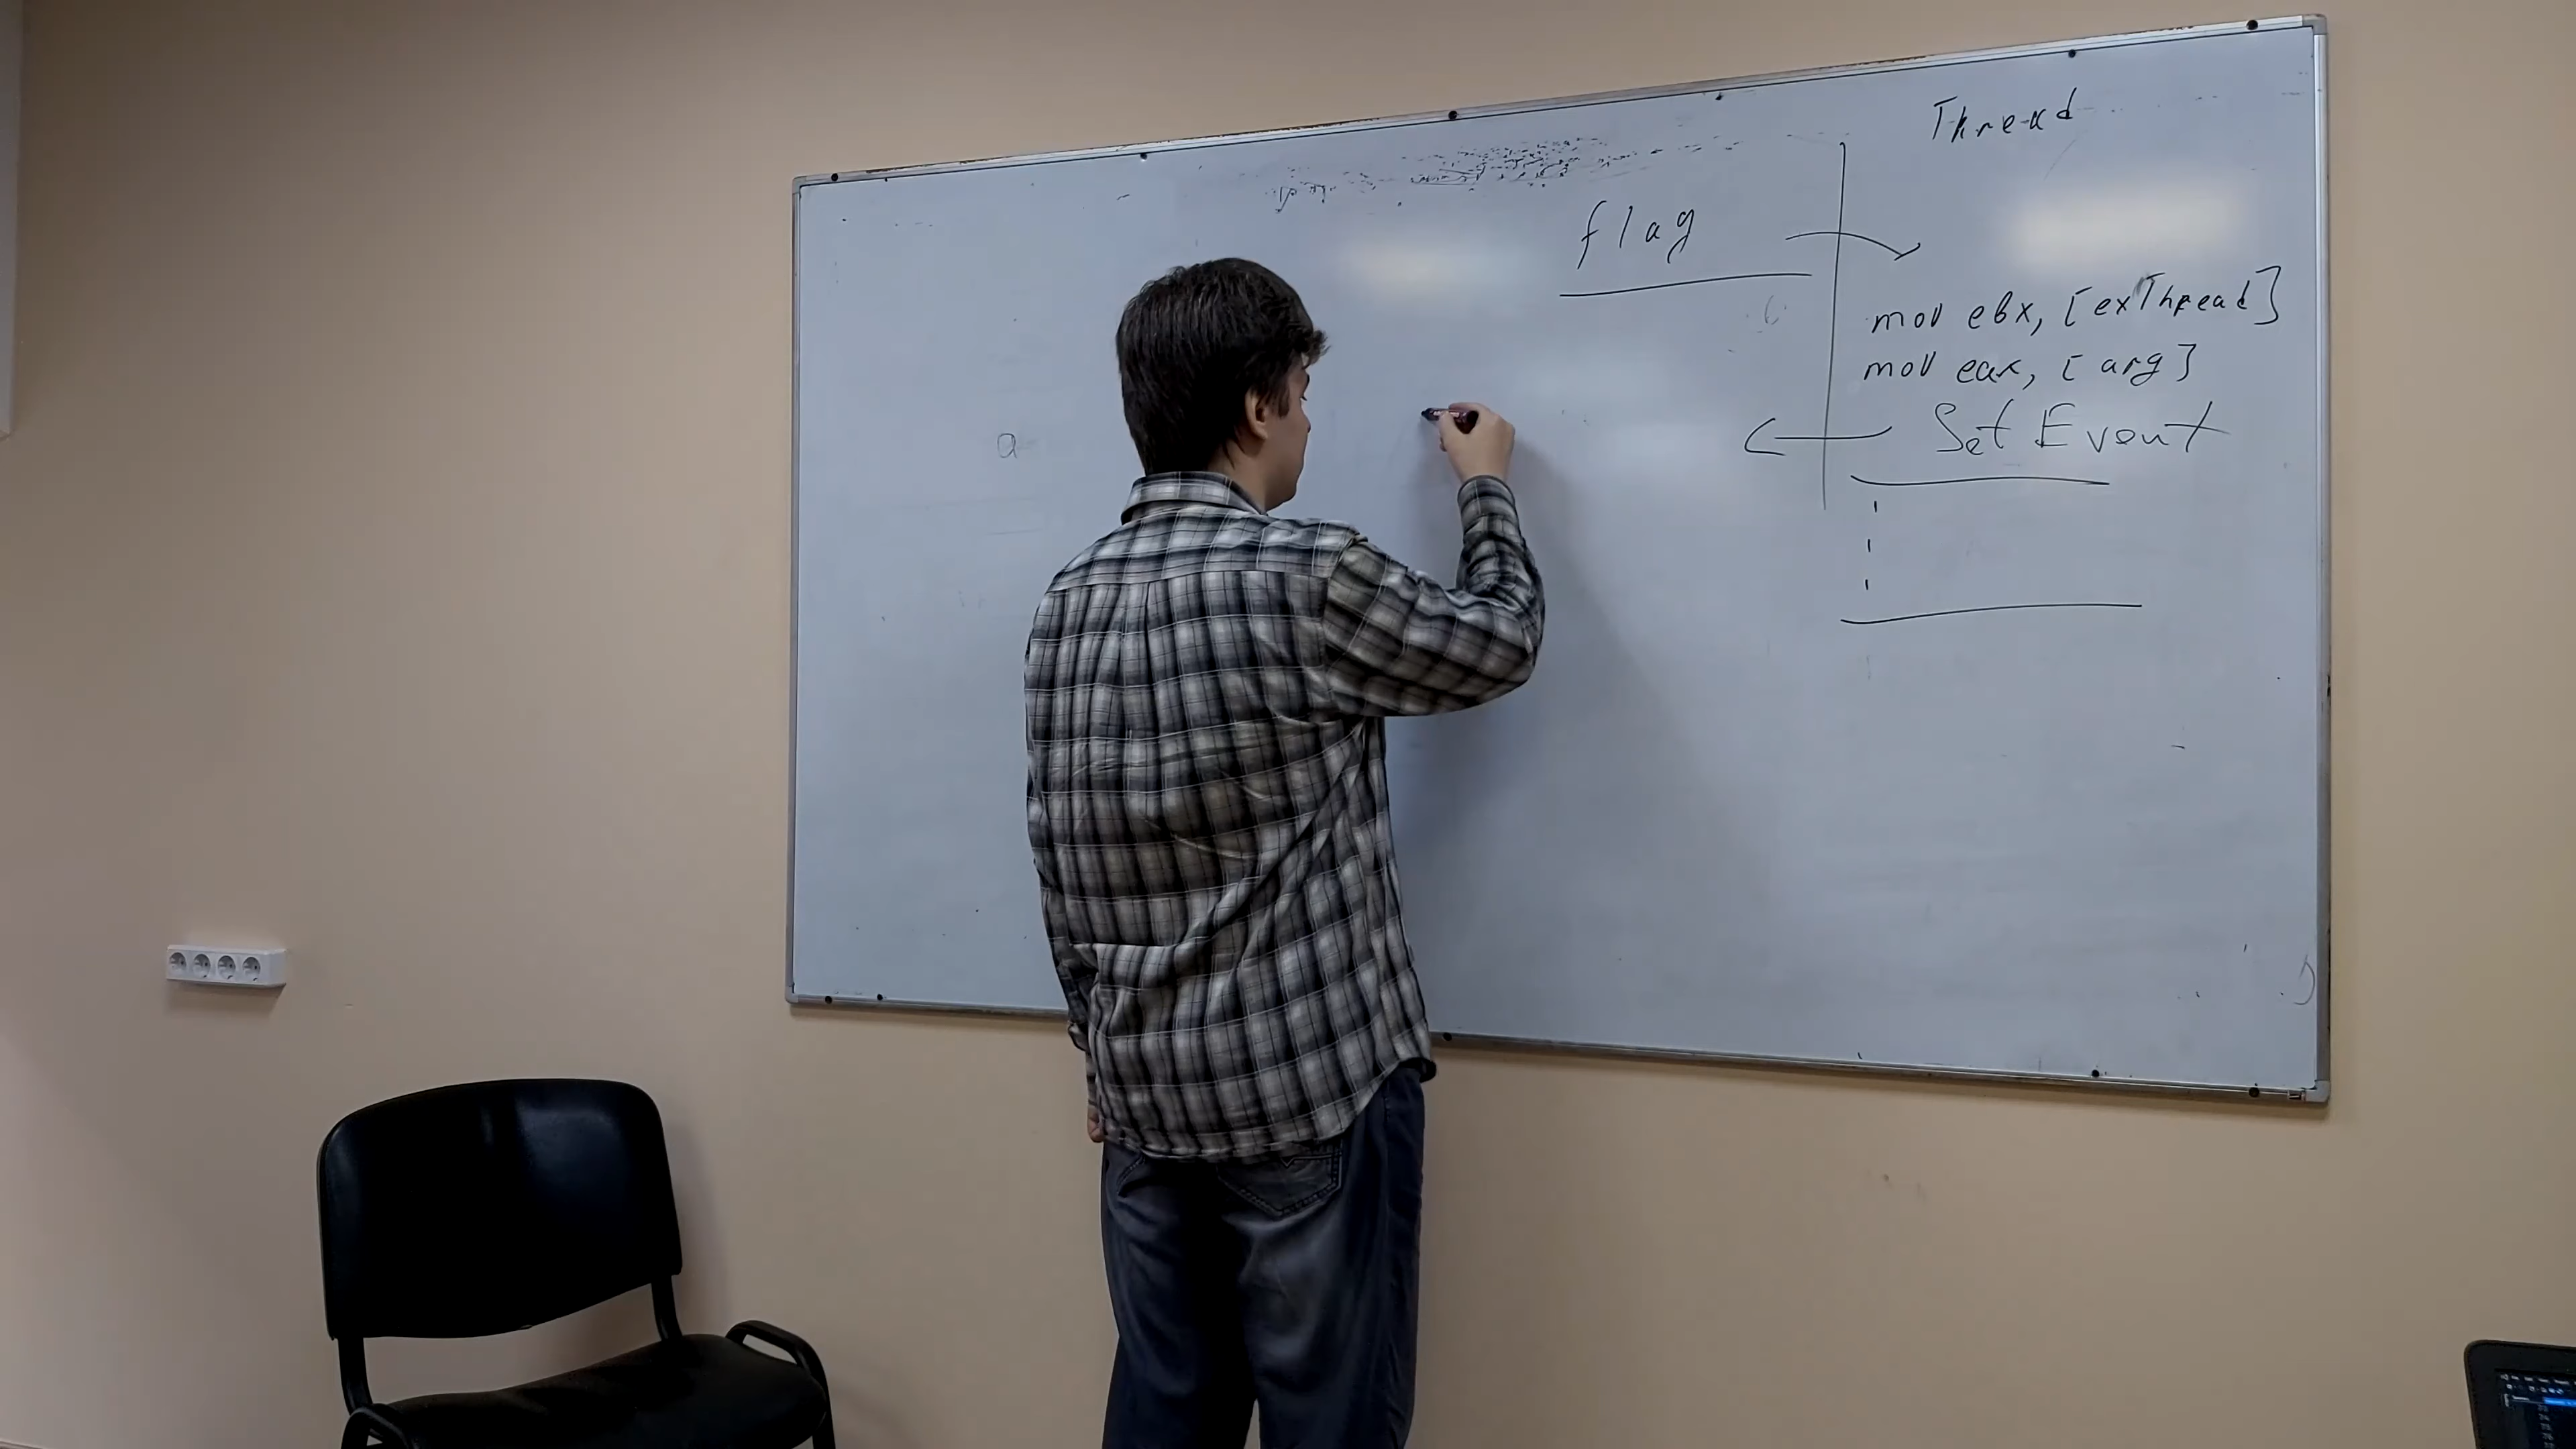 Thread
flag
mov ebx, [exThread]
mov eax, [arg]
Set Event
a